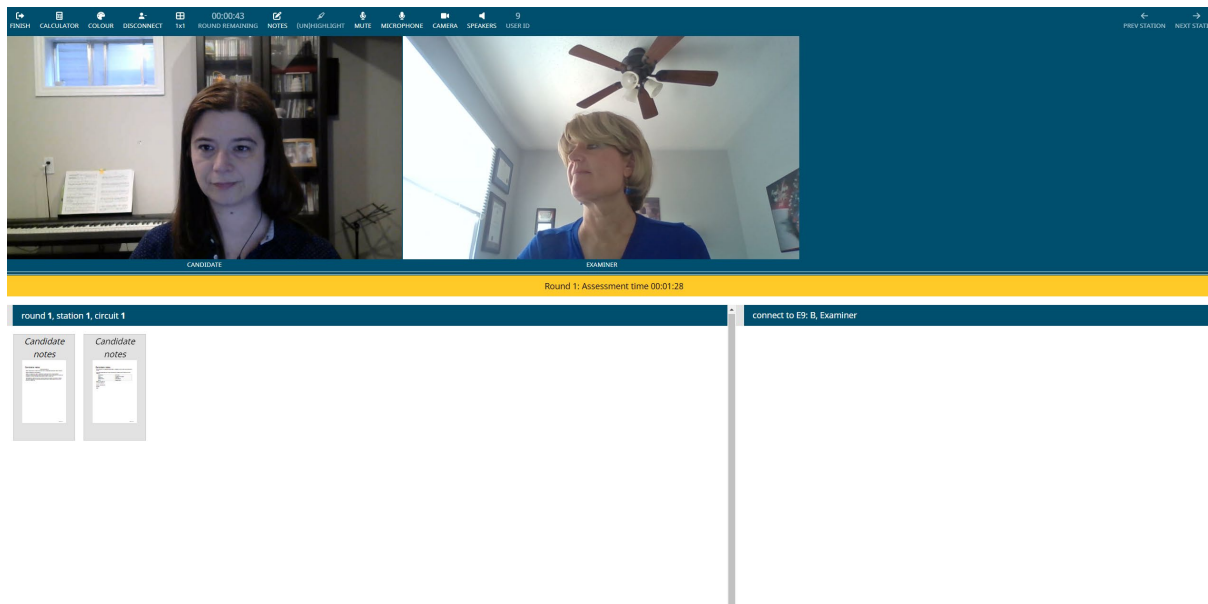 FINISH CALCULATOR COLOUR DISCONNECT 1x1 00:00:43 ROUND REMAINING NOTES (UN)HIGHLIGHT MUTE MICROPHONE CAMERA SPEAKERS 9 USER ID PREV STATION NEXT STATI
CANDIDATE EXAMINER
Round 1: Assessment time 00:01:28
round 1, station 1, circuit 1
connect to E9: B, Examiner
Candidate notes
Candidate notes